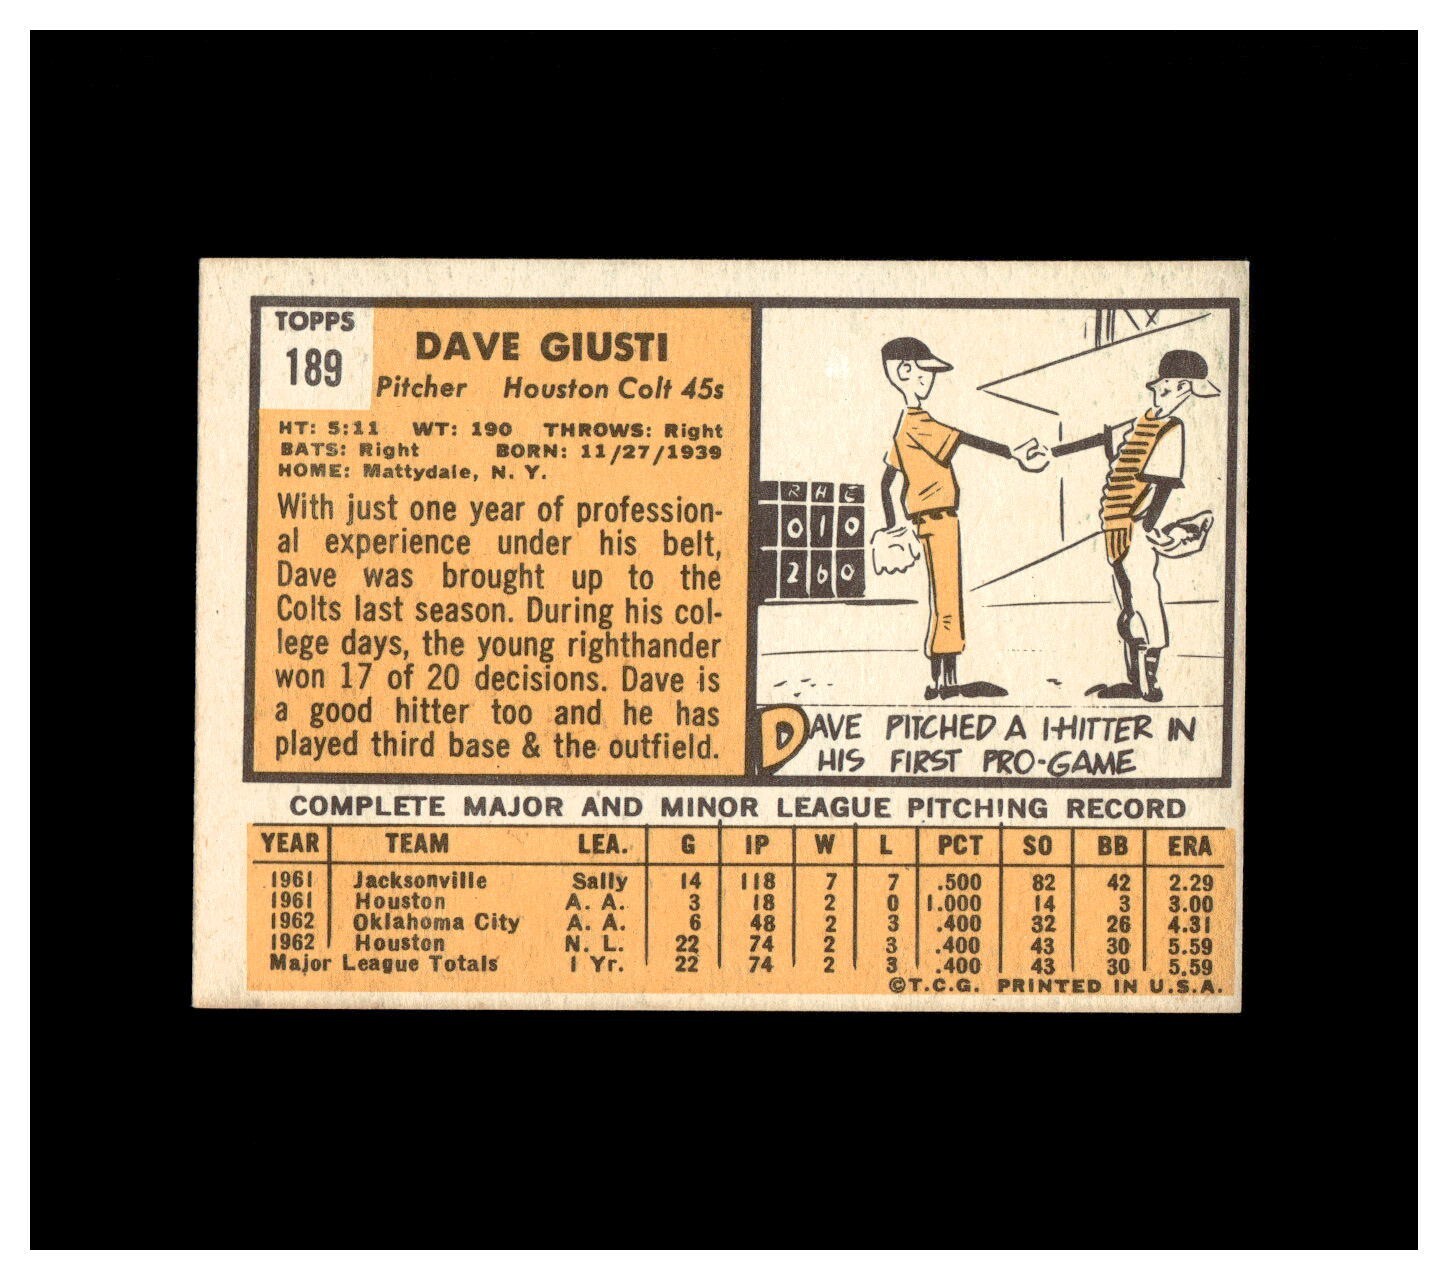 TOPPS
189
DAVE GIUSTI
Pitcher Houston Colt 45s
HT: 5:11 WT: 190 THROWS: Right
BATS: Right BORN: 11/27/1939
HOME: Mattydale, N. Y.
With just one year of profession-
al experience under his belt,
Dave was brought up to the
Colts last season. During his col-
lege days, the young righthander
won 17 of 20 decisions. Dave is
a good hitter too and he has
played third base & the outfield.
R H E
0 1 0
2 6 0
DAVE PITCHED A 1-HITTER IN
HIS FIRST PRO-GAME
COMPLETE MAJOR AND MINOR LEAGUE PITCHING RECORD
YEAR TEAM LEA. G IP W L PCT SO BB ERA
1961 Jacksonville Sally 14 118 7 7 .500 82 42 2.29
1961 Houston A. A. 3 18 2 0 1.000 14 3 3.00
1962 Oklahoma City A. A. 6 48 2 3 .400 32 26 4.31
1962 Houston N. L. 22 74 2 3 .400 43 30 5.59
Major League Totals 1 Yr. 22 74 2 3 .400 43 30 5.59
©T.C.G. PRINTED IN U.S.A.